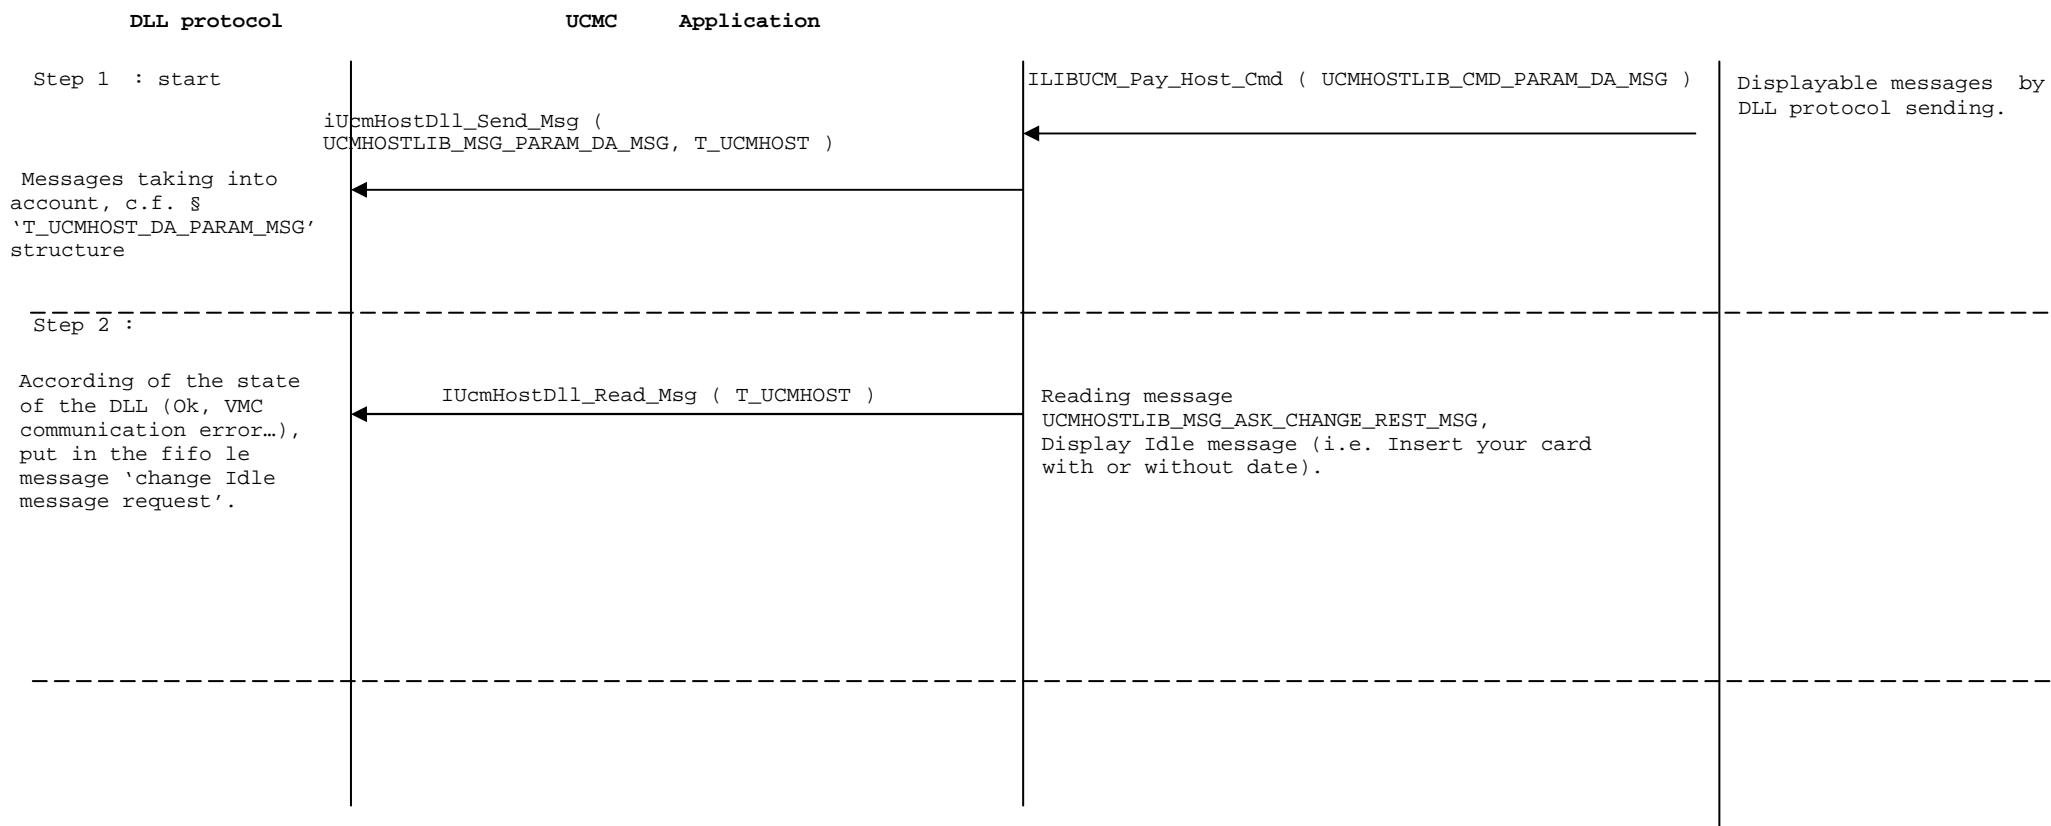 DLL protocol UCMC Application
Step 1 : start
ILIBUCM_Pay_Host_Cmd ( UCMHOSTLIB_CMD_PARAM_DA_MSG )
Displayable messages by
DLL protocol sending.
iUcmHostDll_Send_Msg (
UCMHOSTLIB_MSG_PARAM_DA_MSG, T_UCMHOST )
Messages taking into
account, c.f. §
‘T_UCMHOST_DA_PARAM_MSG’
structure
Step 2 :
According of the state
of the DLL (Ok, VMC
communication error…),
put in the fifo le
message ‘change Idle
message request’.
IUcmHostDll_Read_Msg ( T_UCMHOST )
Reading message
UCMHOSTLIB_MSG_ASK_CHANGE_REST_MSG,
Display Idle message (i.e. Insert your card
with or without date).